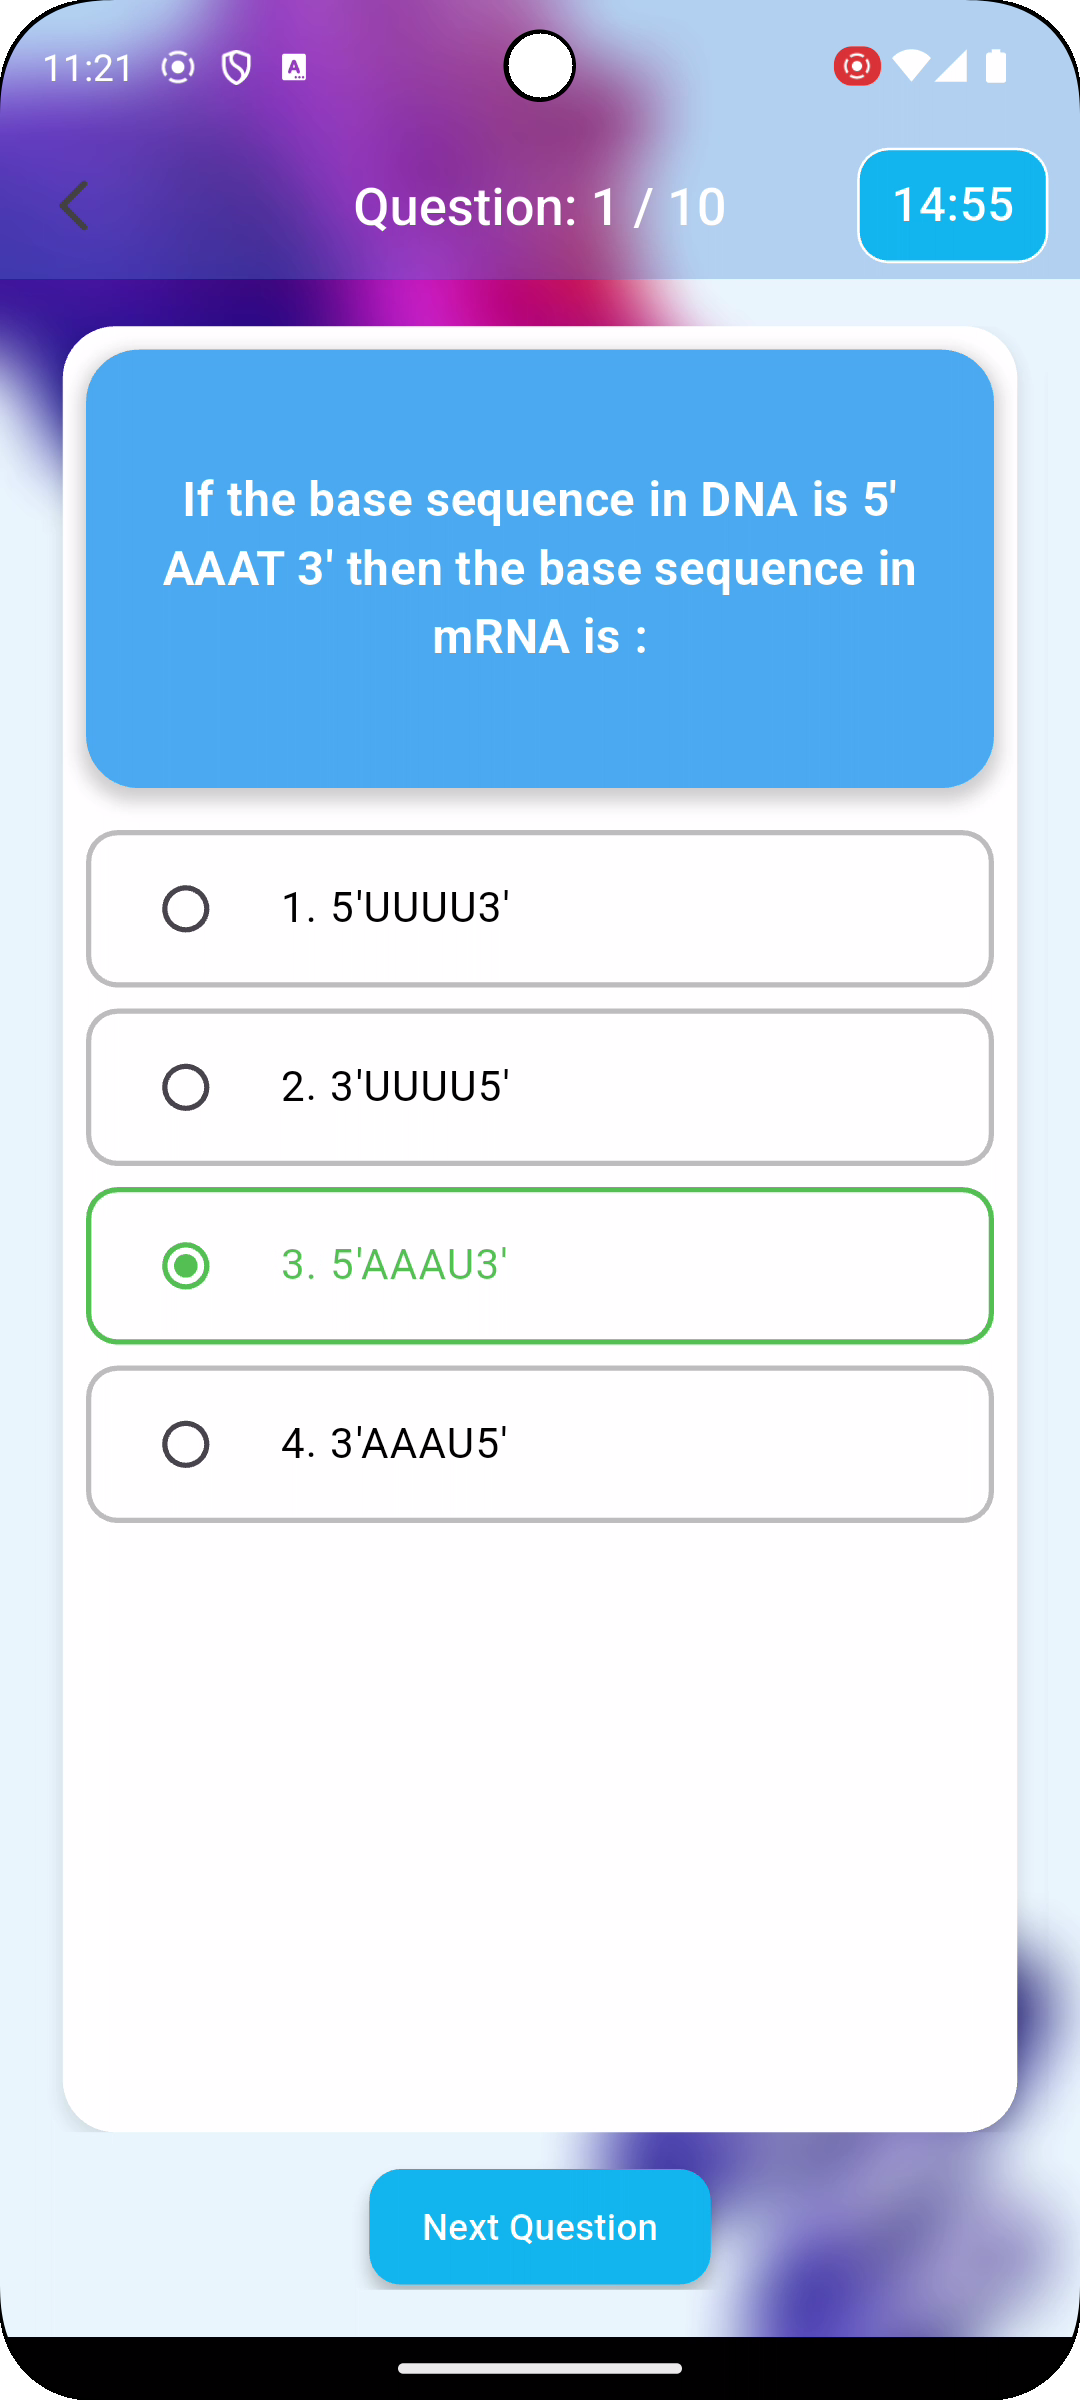 11:21
Question: 1 / 10
14:55
If the base sequence in DNA is 5'
AAAT 3' then the base sequence in
mRNA is :
1. 5'UUUU3'
2. 3'UUUU5'
3. 5'AAAU3'
4. 3'AAAU5'
Next Question